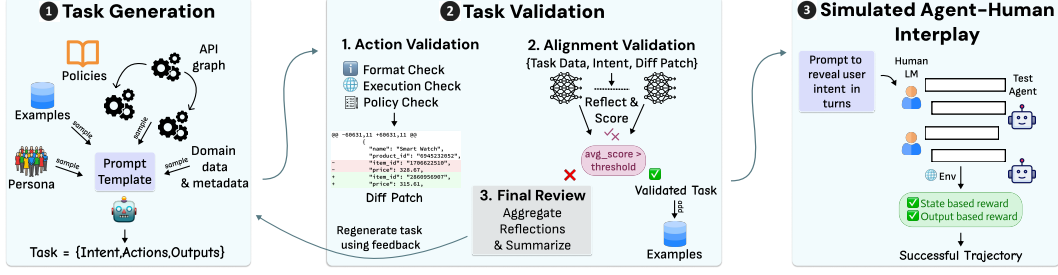 1 Task Generation
Policies
API
graph
Examples
sample
sample
Persona
sample
Prompt
Template
sample
Domain
data
& metadata
Task = {Intent,Actions,Outputs}
2 Task Validation
1. Action Validation
Format Check
Execution Check
Policy Check
@@ -60631,11 +60631,11 @@
{
"name": "Smart Watch",
"product_id": "6945232052",
- "item_id": "1706622510",
- "price": 328.67,
+ "item_id": "2860956907",
+ "price": 315.61,
Diff Patch
2. Alignment Validation
{Task Data, Intent, Diff Patch}
Reflect &
Score
avg_score >
threshold
Validated Task
add
Examples
3. Final Review
Aggregate
Reflections
& Summarize
Regenerate task
using feedback
3 Simulated Agent-Human
Interplay
Prompt to
reveal user
intent in
turns
Human
LM
Test
Agent
Env
State based reward
Output based reward
Successful Trajectory